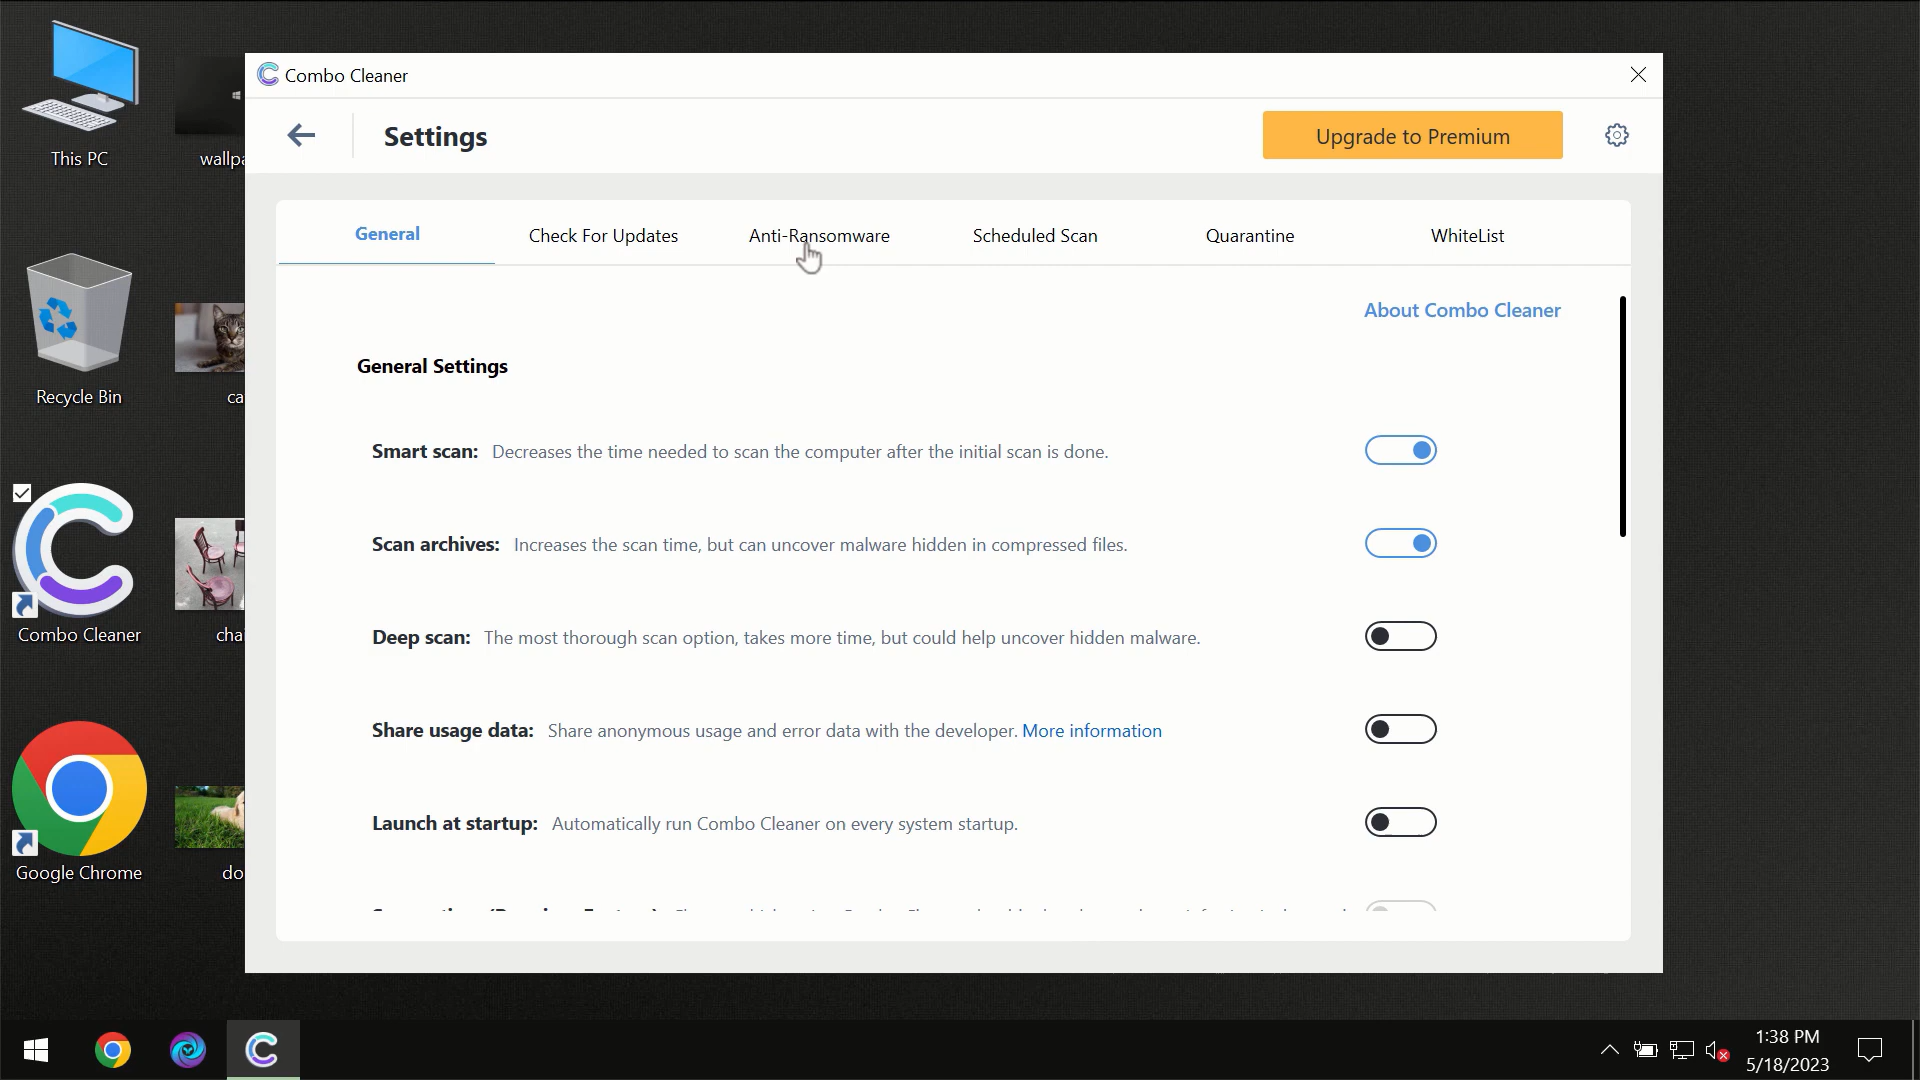 Combo Cleaner
Settings
Upgrade to Premium
General
Check For Updates
Anti-Ransomware
Scheduled Scan
Quarantine
WhiteList
About Combo Cleaner
General Settings
Smart scan: Decreases the time needed to scan the computer after the initial scan is done.
Scan archives: Increases the scan time, but can uncover malware hidden in compressed files.
Deep scan: The most thorough scan option, takes more time, but could help uncover hidden malware.
Share usage data: Share anonymous usage and error data with the developer. More information
Launch at startup: Automatically run Combo Cleaner on every system startup.
This PC
wallpa
Recycle Bin
ca
Combo Cleaner
chai
Google Chrome
do
1:38 PM
5/18/2023